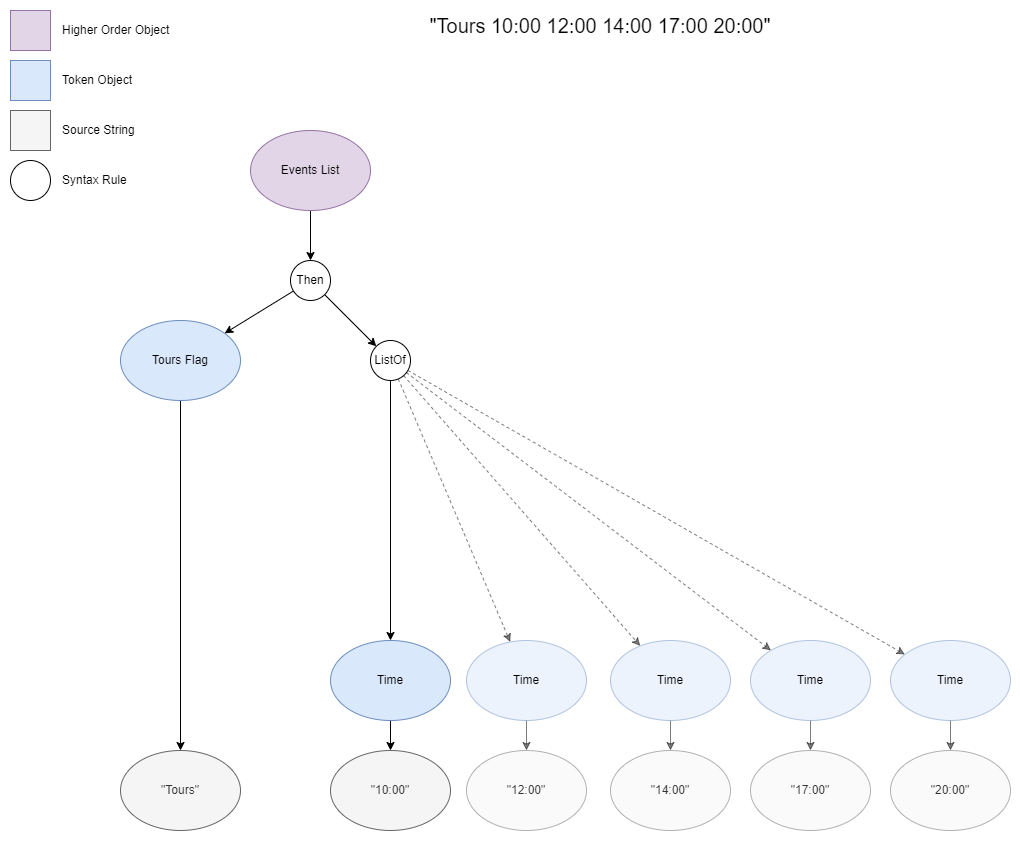 "Tours 10:00 12:00 14:00 17:00 20:00"
Higher Order Object
Token Object
Source String
Syntax Rule
Events List
Then
Tours Flag
ListOf
Time
Time
Time
Time
Time
"Tours"
"10:00"
"12:00"
"14:00"
"17:00"
"20:00"